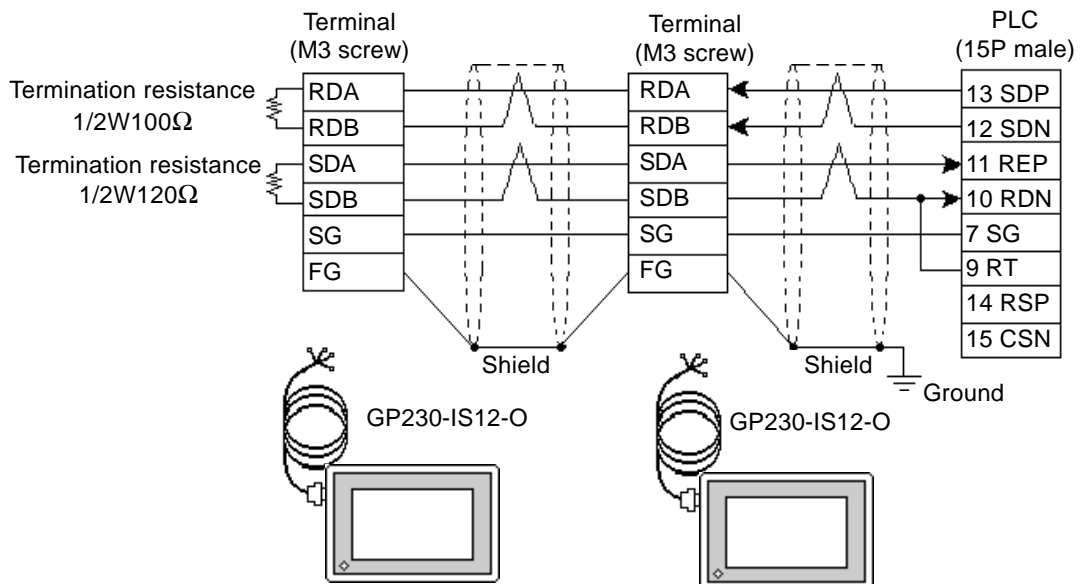 Terminal
(M3 screw)
Terminal
(M3 screw)
PLC
(15P male)
Termination resistance
1/2W100Ω
Termination resistance
1/2W120Ω
RDA
RDB
SDA
SDB
SG
FG
RDA
RDB
SDA
SDB
SG
FG
13 SDP
12 SDN
11 REP
10 RDN
7 SG
9 RT
14 RSP
15 CSN
Shield
Shield
Ground
GP230-IS12-O
GP230-IS12-O